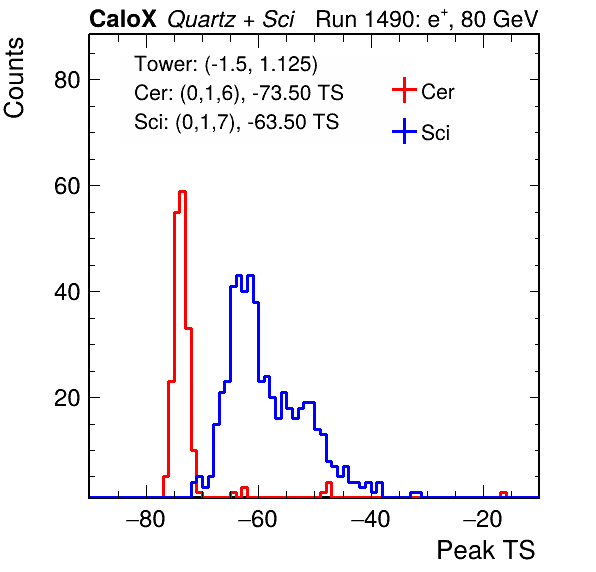 CaloX Quartz + Sci Run 1490: e+, 80 GeV
Counts
Tower: (-1.5, 1.125)
Cer: (0,1,6), -73.50 TS
Sci: (0,1,7), -63.50 TS
Cer
Sci
80
60
40
20
−80 −60 −40 −20
Peak TS